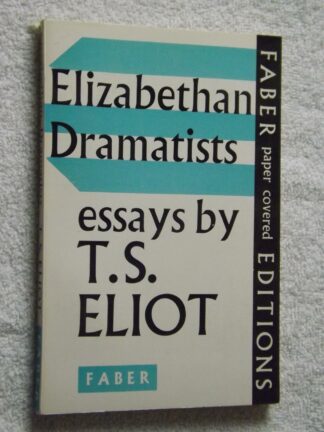 Elizabethan
Dramatists
essays by
T.S.
ELIOT
FABER
FABER paper covered EDITIONS